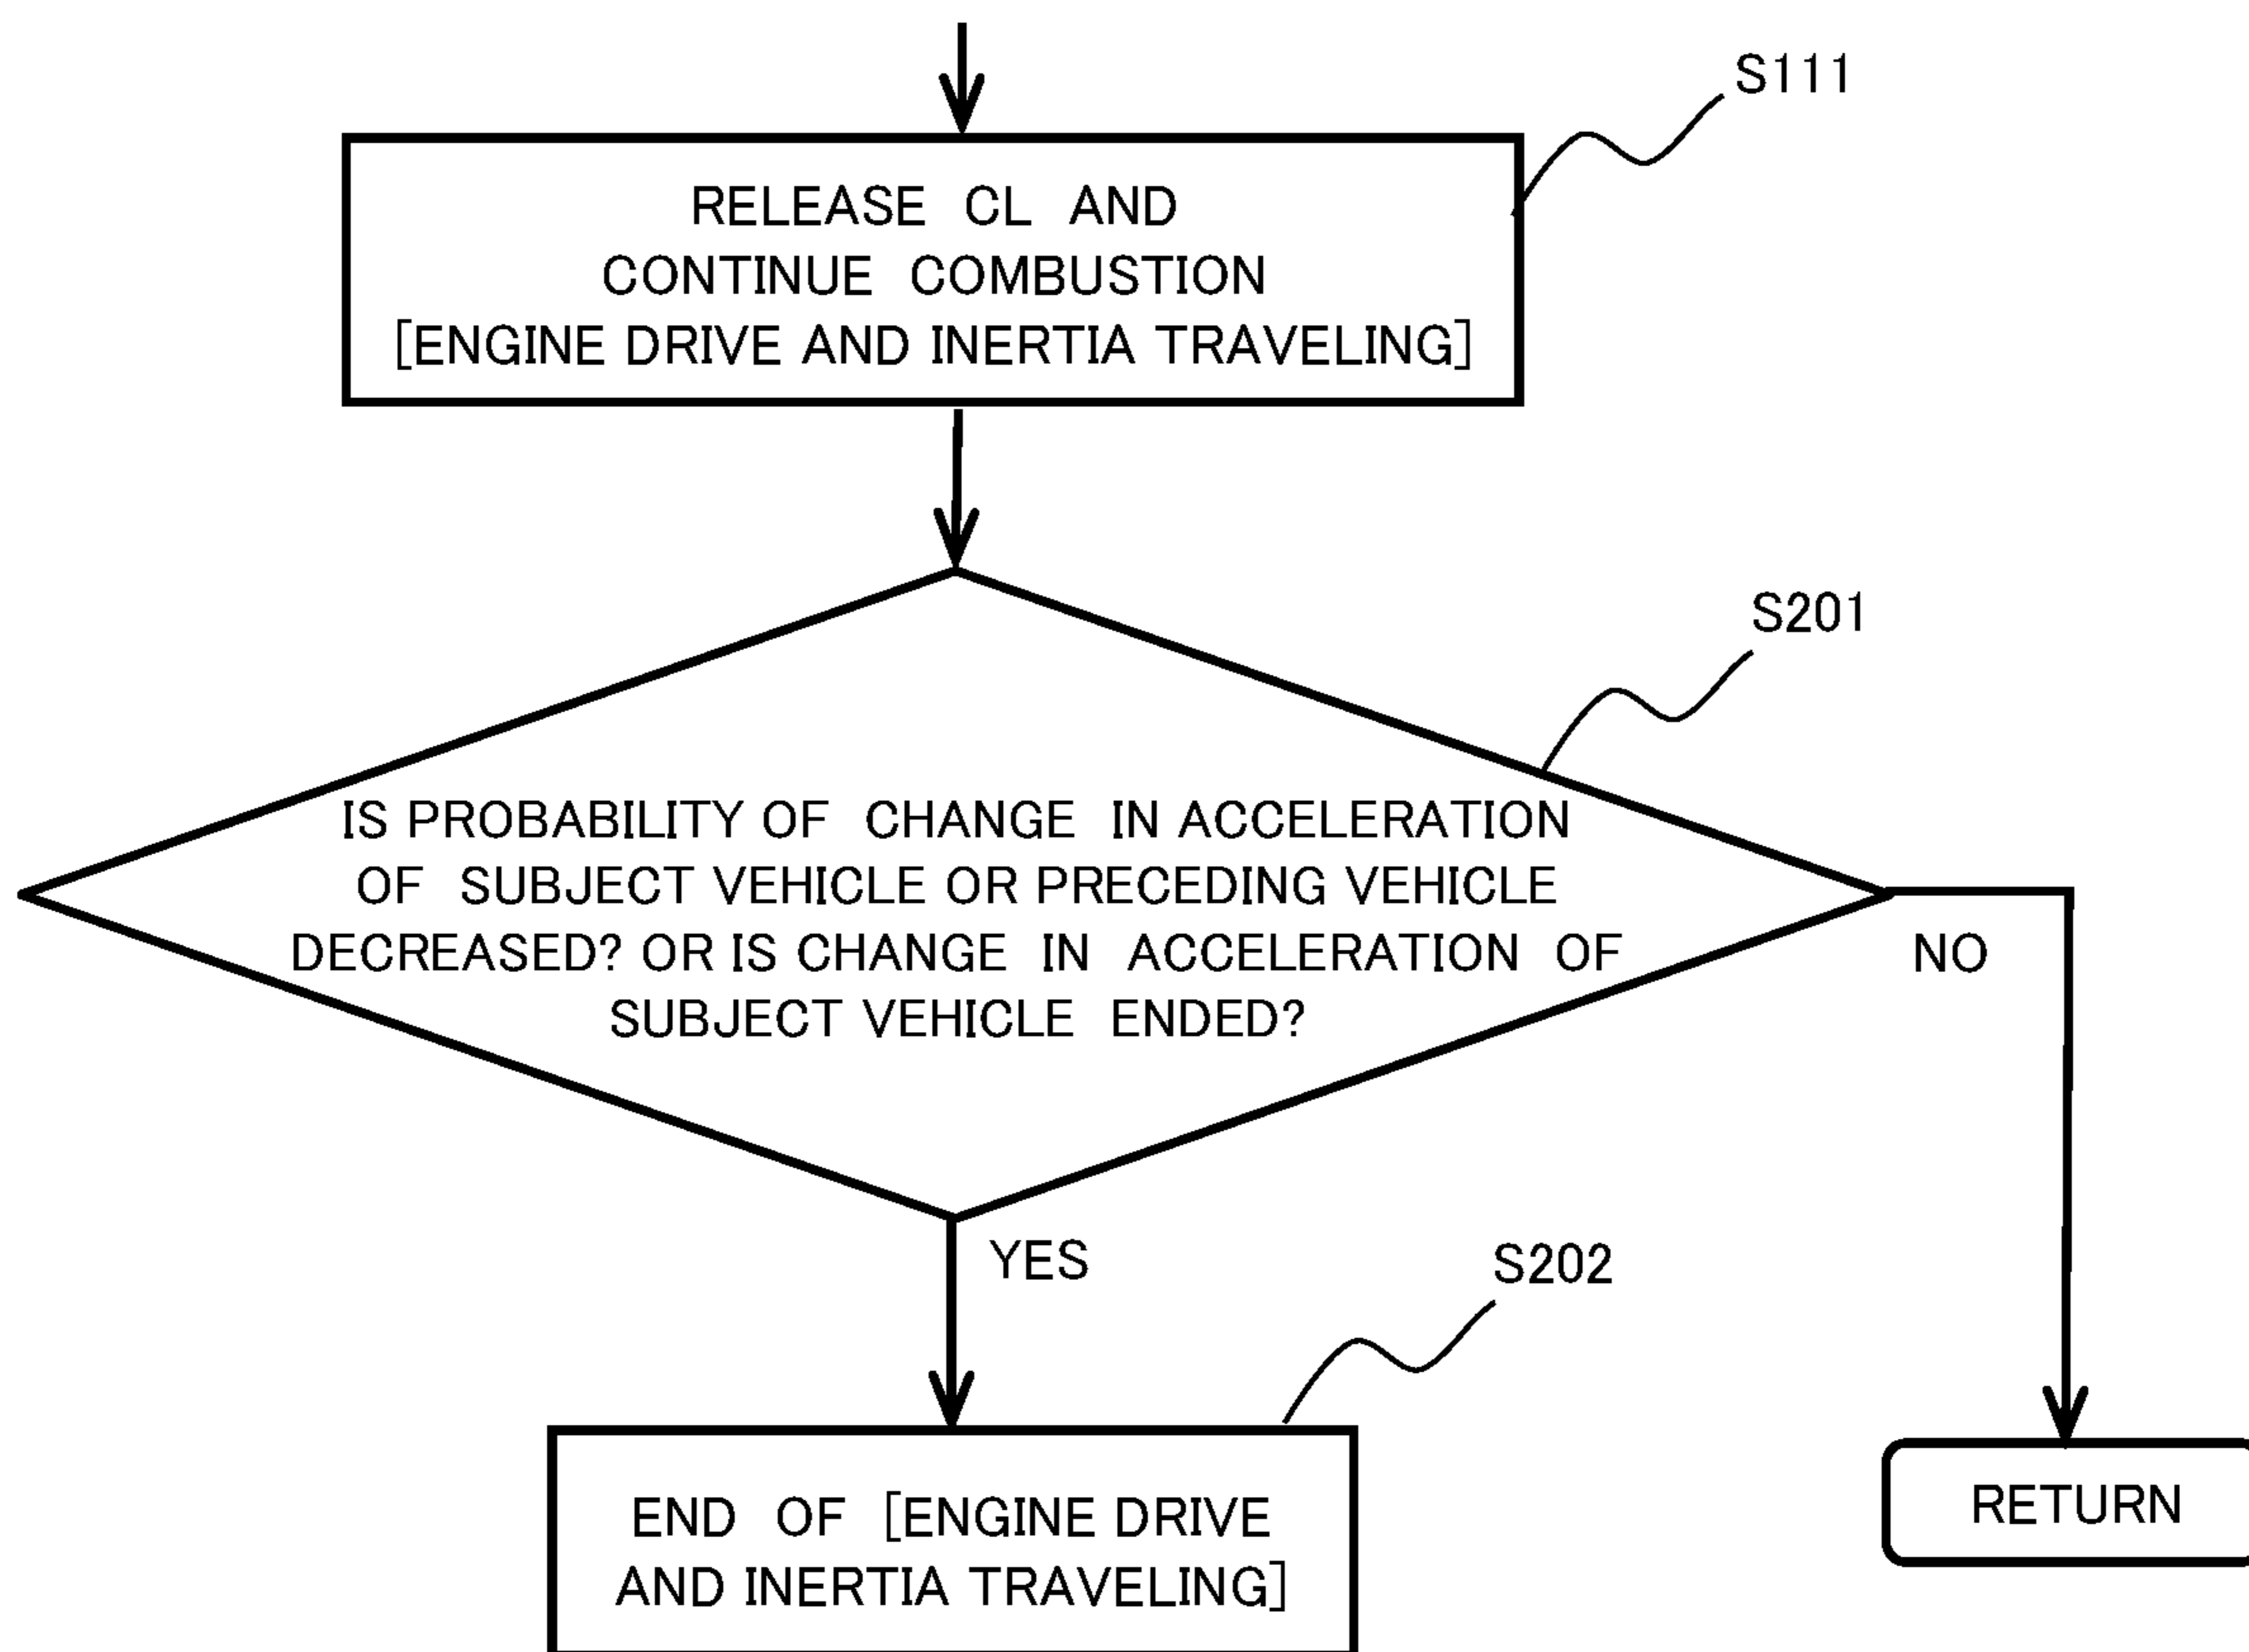 S111
RELEASE CL AND
CONTINUE COMBUSTION
[ENGINE DRIVE AND INERTIA TRAVELING]
S201
IS PROBABILITY OF CHANGE IN ACCELERATION
OF SUBJECT VEHICLE OR PRECEDING VEHICLE
DECREASED? OR IS CHANGE IN ACCELERATION OF
SUBJECT VEHICLE ENDED?
NO
YES
S202
END OF [ENGINE DRIVE
AND INERTIA TRAVELING]
RETURN